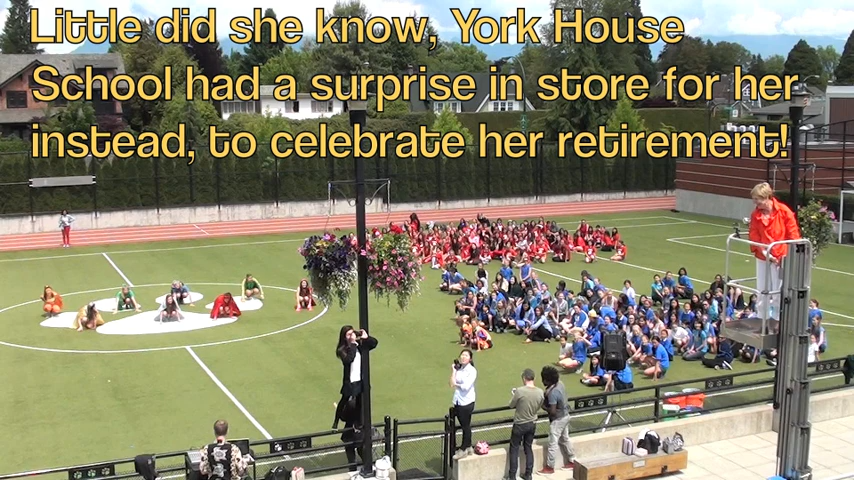 Little did she know, York House
School had a surprise in store for her
instead, to celebrate her retirement!